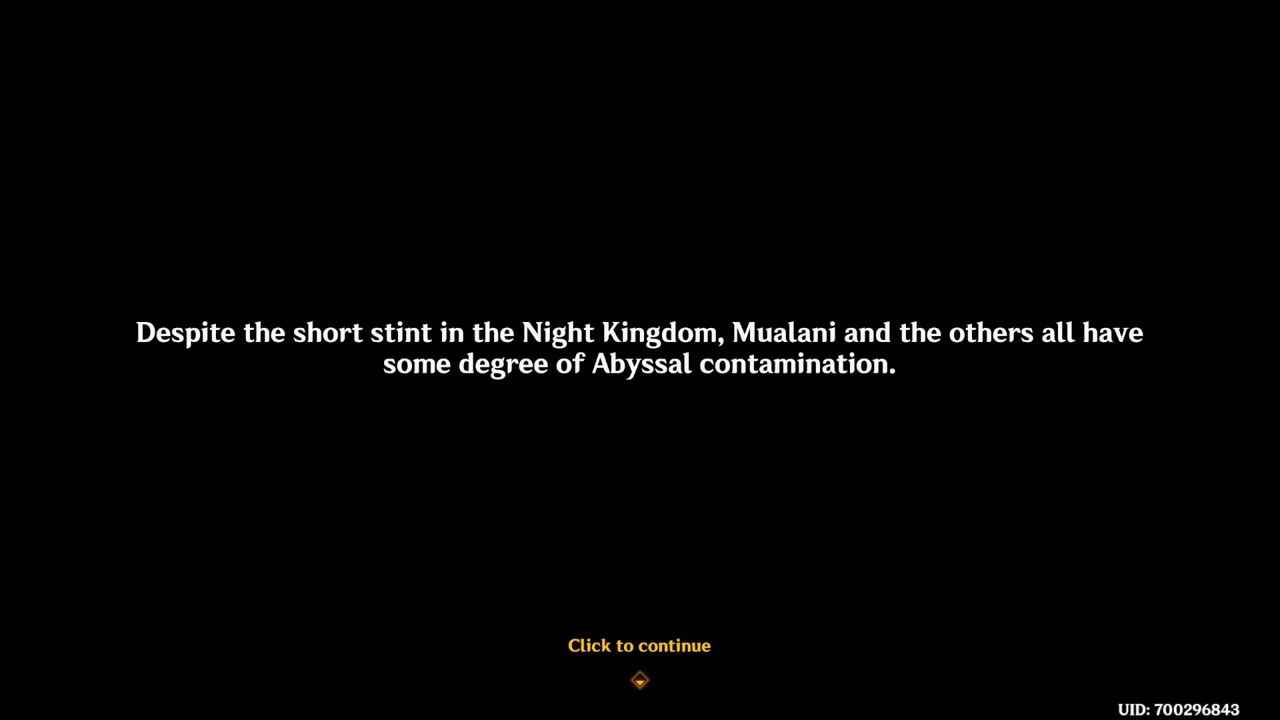 Despite the short stint in the Night Kingdom, Mualani and the others all have
some degree of Abyssal contamination.
Click to continue
UID: 700296843